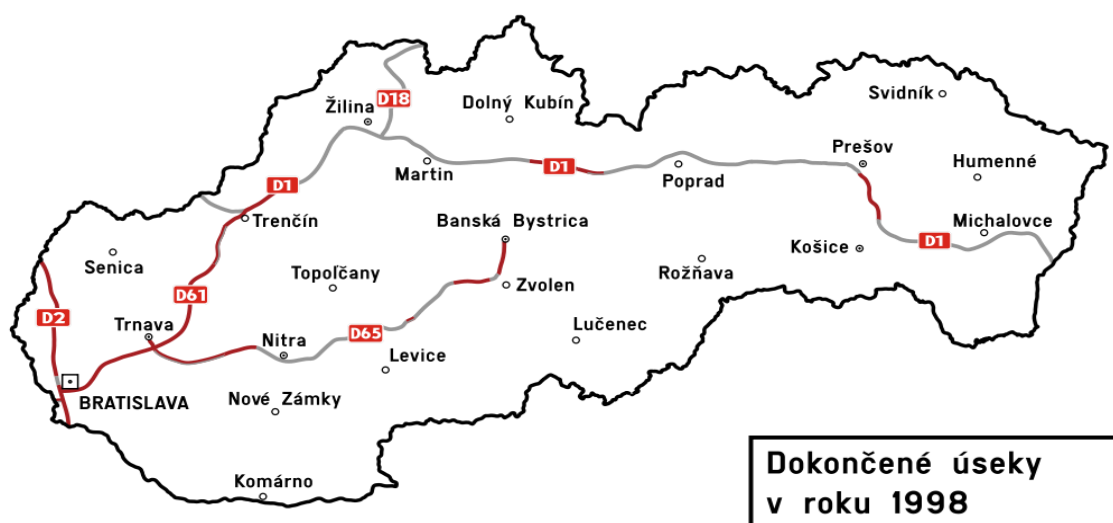 D18
Žilina
Dolný Kubín
Svidník
Prešov
Humenné
D1
Martin
D1
Poprad
Trenčín
Banská Bystrica
Michalovce
Košice
D1
Senica
Topoľčany
Rožňava
Zvolen
D61
D2
Trnava
Nitra
D65
Lučenec
Levice
BRATISLAVA
Nové Zámky
Komárno
Dokončené úseky
v roku 1998